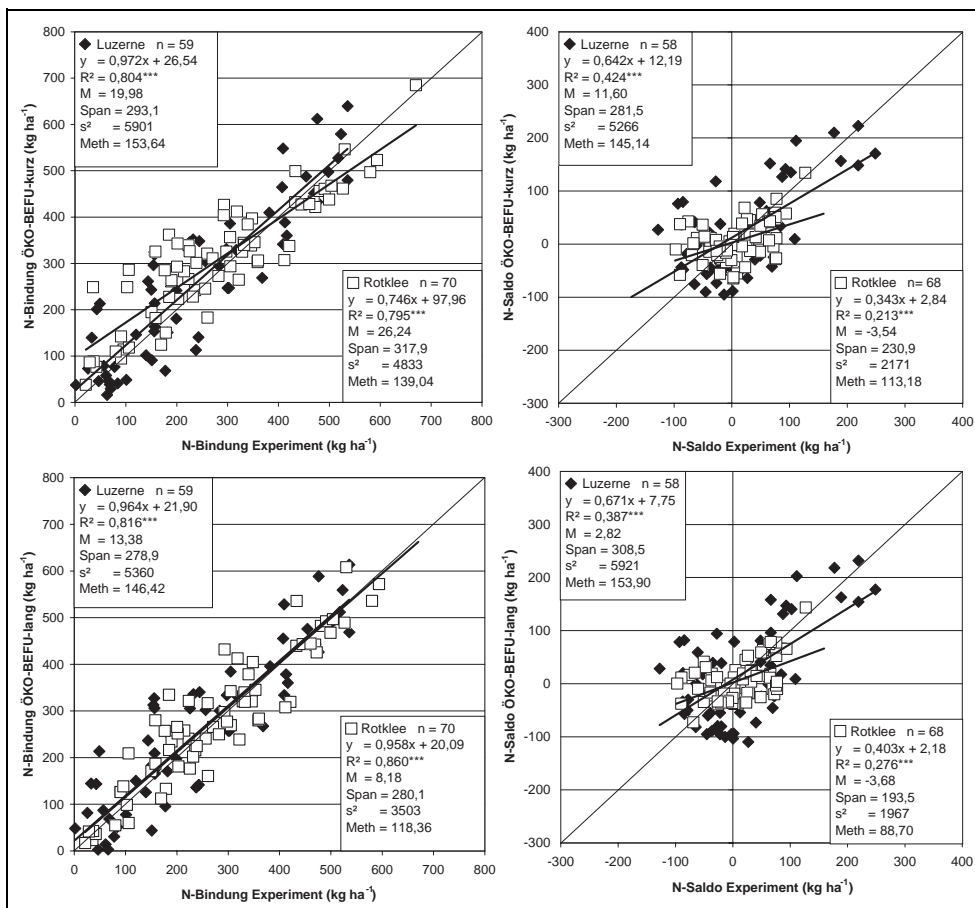 800
700
600
500
400
300
200
100
0
0 100 200 300 400 500 600 700 800
N-Bindung ÖKO-BEFU-kurz (kg ha⁻¹)
N-Bindung Experiment (kg ha⁻¹)
Luzerne n = 59
y = 0,972x + 26,54
R² = 0,804***
M = 19,98
Span = 293,1
s² = 5901
Meth = 153,64
Rotklee n = 70
y = 0,746x + 97,96
R² = 0,795***
M = 26,24
Span = 317,9
s² = 4833
Meth = 139,04
400
300
200
100
0
-100
-200
-300
-300 -200 -100 0 100 200 300 400
N-Saldo ÖKO-BEFU-kurz (kg ha⁻¹)
N-Saldo Experiment (kg ha⁻¹)
Luzerne n = 58
y = 0,642x + 12,19
R² = 0,424***
M = 11,60
Span = 281,5
s² = 5266
Meth = 145,14
Rotklee n = 68
y = 0,343x + 2,84
R² = 0,213***
M = -3,54
Span = 230,9
s² = 2171
Meth = 113,18
800
700
600
500
400
300
200
100
0
0 100 200 300 400 500 600 700 800
N-Bindung ÖKO-BEFU-lang (kg ha⁻¹)
N-Bindung Experiment (kg ha⁻¹)
Luzerne n = 59
y = 0,964x + 21,90
R² = 0,816***
M = 13,38
Span = 278,9
s² = 5360
Meth = 146,42
Rotklee n = 70
y = 0,958x + 20,09
R² = 0,860***
M = 8,18
Span = 280,1
s² = 3503
Meth = 118,36
400
300
200
100
0
-100
-200
-300
-300 -200 -100 0 100 200 300 400
N-Saldo ÖKO-BEFU-lang (kg ha⁻¹)
N-Saldo Experiment (kg ha⁻¹)
Luzerne n = 58
y = 0,671x + 7,75
R² = 0,387***
M = 2,82
Span = 308,5
s² = 5921
Meth = 153,90
Rotklee n = 68
y = 0,403x + 2,18
R² = 0,276***
M = -3,68
Span = 193,5
s² = 1967
Meth = 88,70